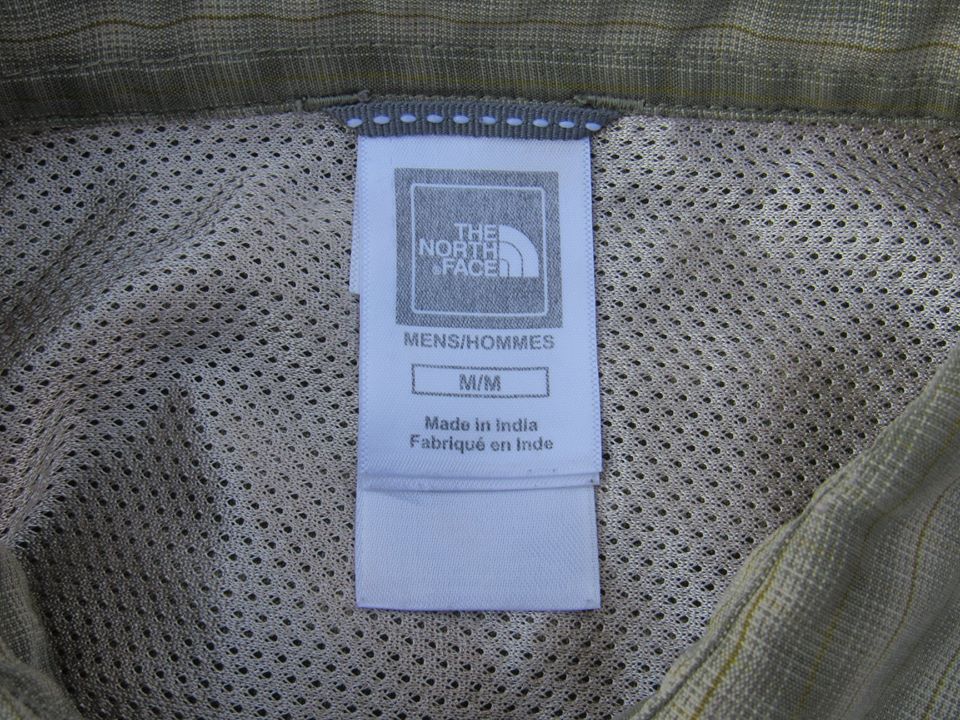 THE
NORTH
FACE
MENS/HOMMES
M/M
Made in India
Fabriqué en Inde